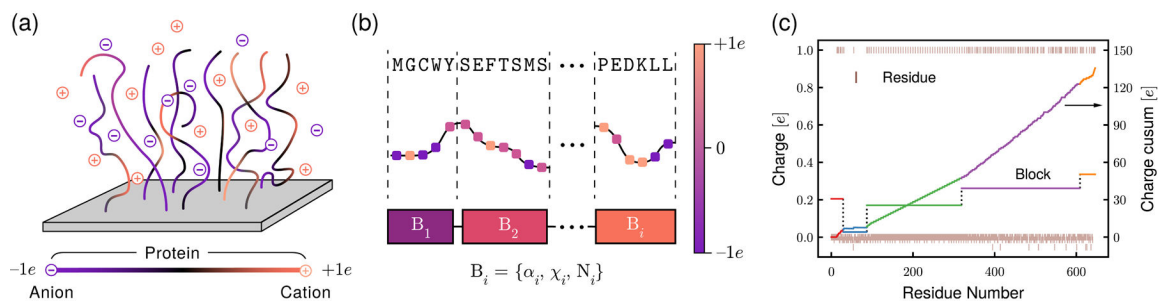 (a)
Protein
−1e
+1e
Anion
Cation
(b)
MGCWYSEFTSMS ••• PEDKLL
+1e
0
−1e
B1
B2
Bi
Bi = {αi, χi, Ni}
(c)
1.0
0.8
0.6
0.4
0.2
0.0
Charge [e]
150
120
90
60
30
0
Charge cusum [e]
Residue
Block
0
200
400
600
Residue Number